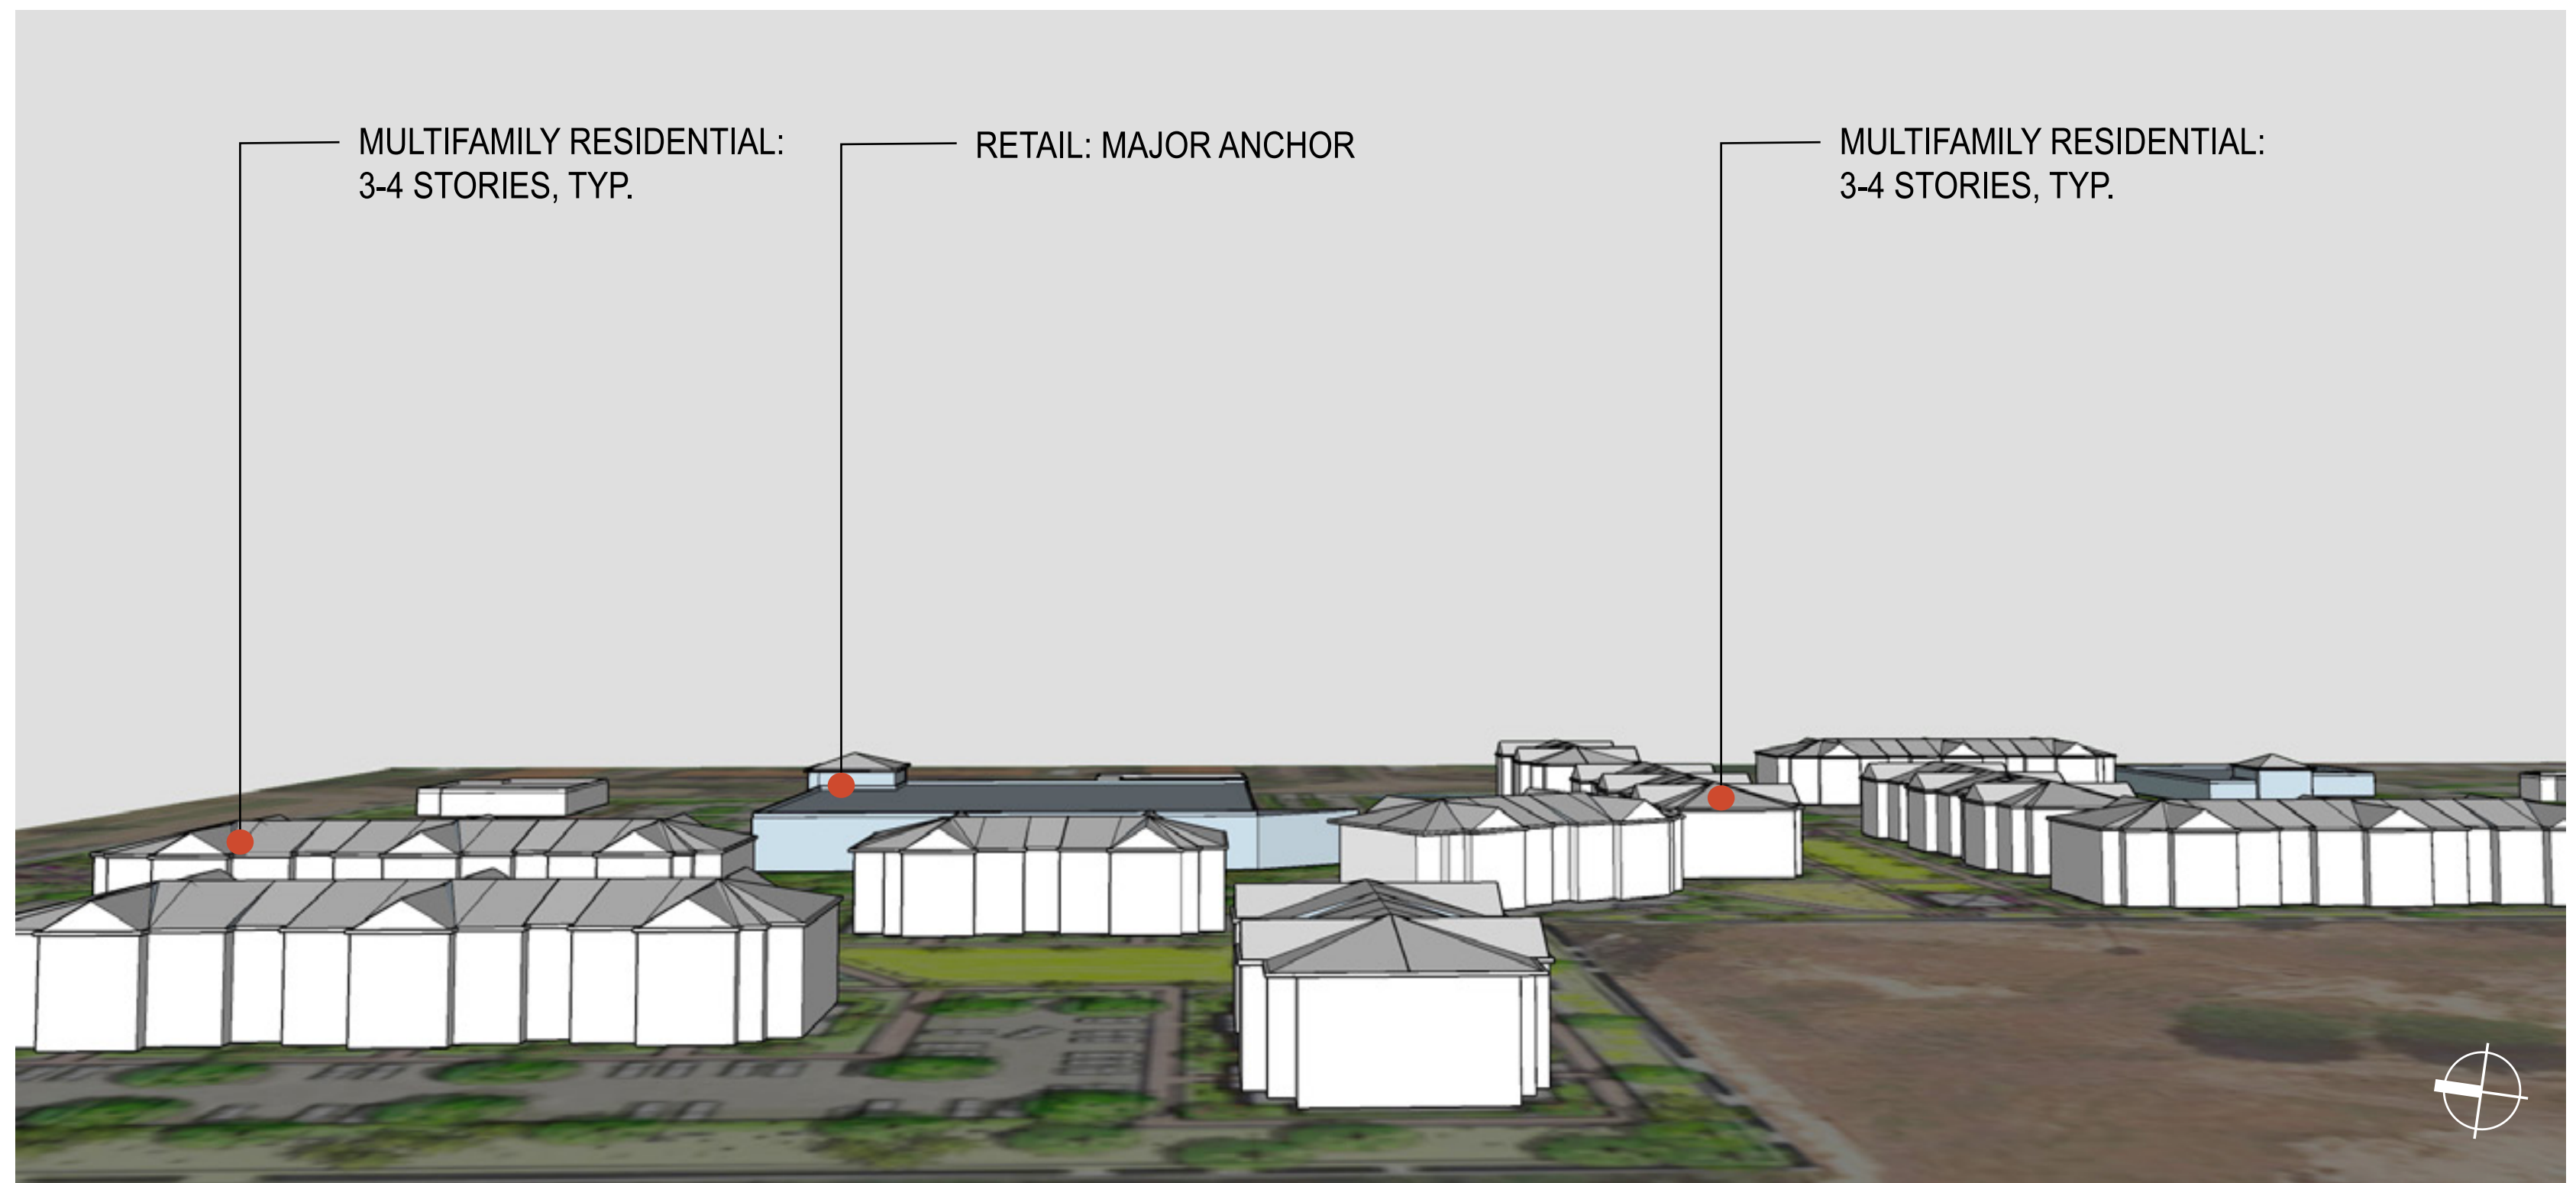 MULTIFAMILY RESIDENTIAL:
3-4 STORIES, TYP.
RETAIL: MAJOR ANCHOR
MULTIFAMILY RESIDENTIAL:
3-4 STORIES, TYP.